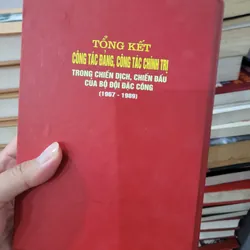 TỔNG KẾT
CÔNG TÁC ĐẢNG, CÔNG TÁC CHÍNH TRỊ
TRONG CHIẾN DỊCH, CHIẾN ĐẤU
CỦA BỘ ĐỘI ĐẶC CÔNG
(1967 - 1989)